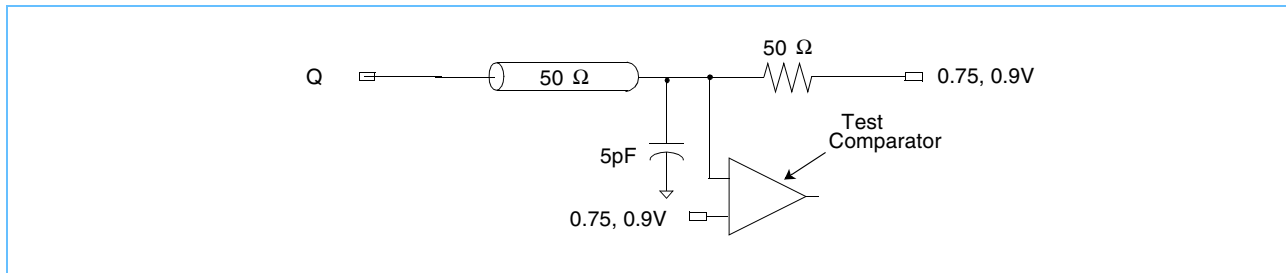 50 Ω
Q
50 Ω
0.75, 0.9V
Test
Comparator
5pF
0.75, 0.9V